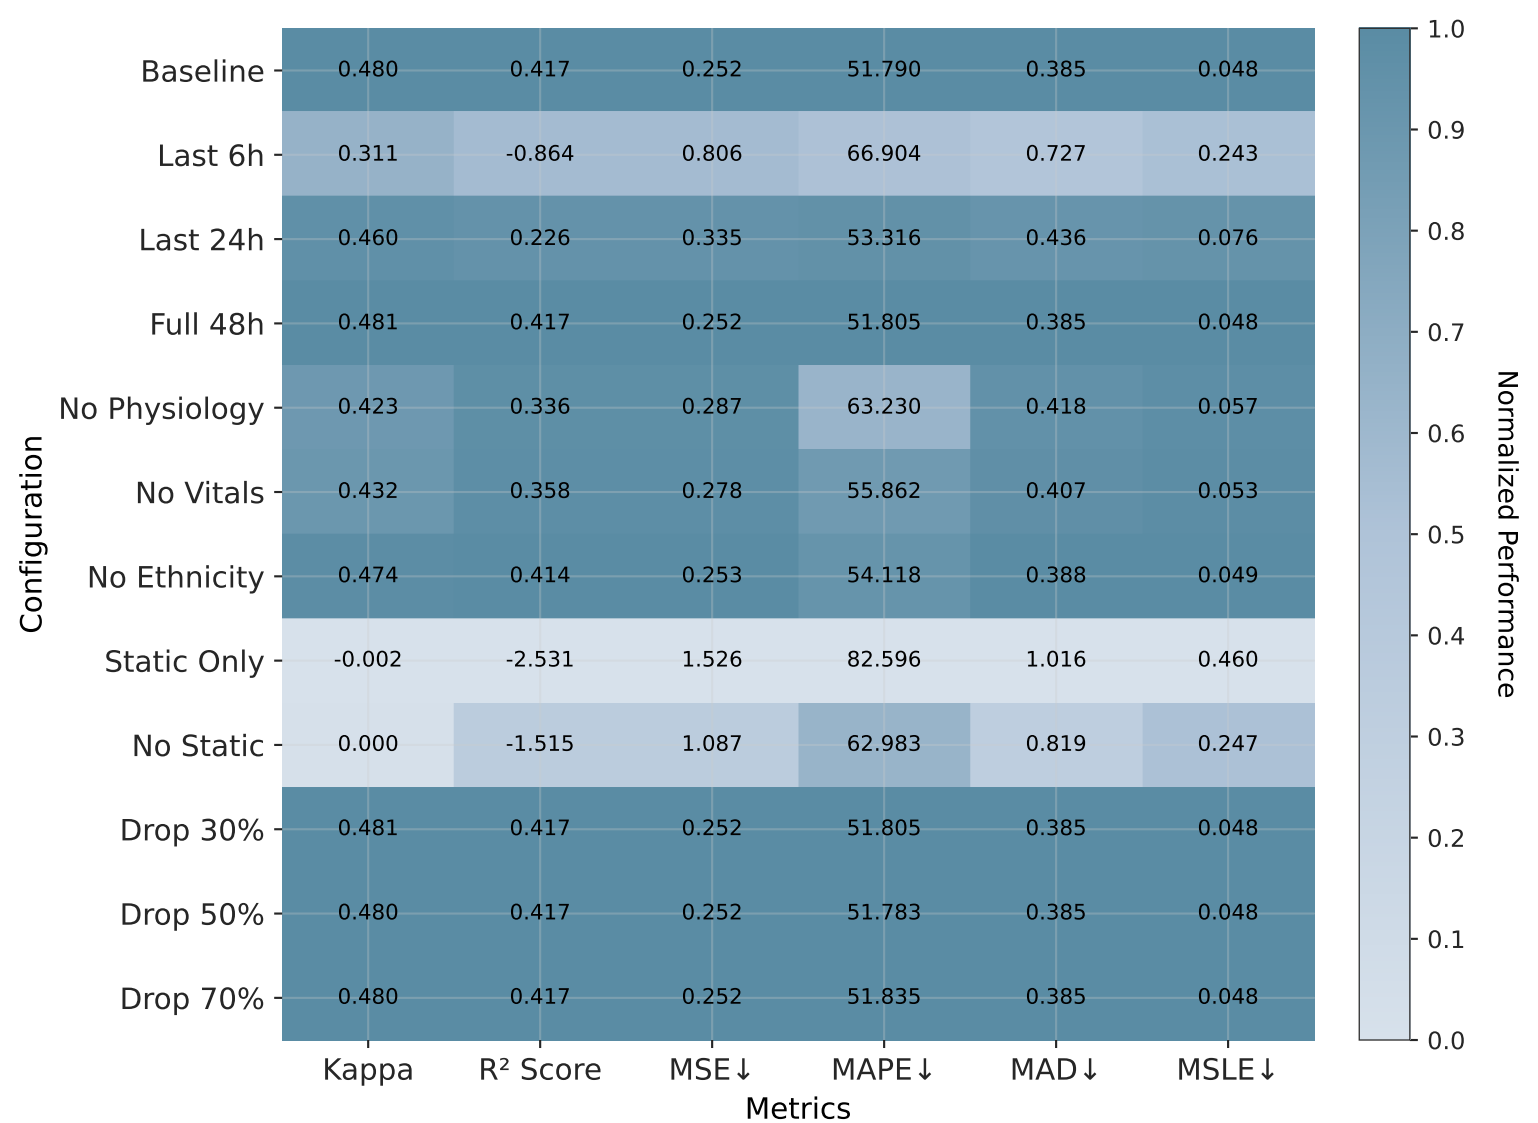 Baseline 0.480 0.417 0.252 51.790 0.385 0.048
Last 6h 0.311 -0.864 0.806 66.904 0.727 0.243
Last 24h 0.460 0.226 0.335 53.316 0.436 0.076
Full 48h 0.481 0.417 0.252 51.805 0.385 0.048
No Physiology 0.423 0.336 0.287 63.230 0.418 0.057
No Vitals 0.432 0.358 0.278 55.862 0.407 0.053
No Ethnicity 0.474 0.414 0.253 54.118 0.388 0.049
Static Only -0.002 -2.531 1.526 82.596 1.016 0.460
No Static 0.000 -1.515 1.087 62.983 0.819 0.247
Drop 30% 0.481 0.417 0.252 51.805 0.385 0.048
Drop 50% 0.480 0.417 0.252 51.783 0.385 0.048
Drop 70% 0.480 0.417 0.252 51.835 0.385 0.048
Kappa R² Score MSE↓ MAPE↓ MAD↓ MSLE↓
Metrics
Configuration
1.0
0.9
0.8
0.7
0.6
0.5
0.4
0.3
0.2
0.1
0.0
Normalized Performance